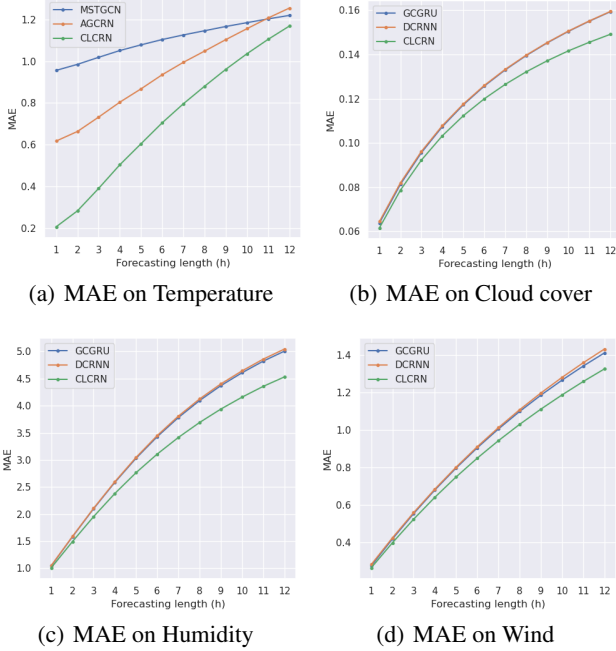 MSTGCN
AGCRN
CLCRN
1.2
1.0
0.8
0.6
0.4
0.2
MAE
1 2 3 4 5 6 7 8 9 10 11 12
Forecasting length (h)
(a) MAE on Temperature
GCGRU
DCRNN
CLCRN
0.16
0.14
0.12
0.10
0.08
0.06
MAE
1 2 3 4 5 6 7 8 9 10 11 12
Forecasting length (h)
(b) MAE on Cloud cover
GCGRU
DCRNN
CLCRN
5.0
4.5
4.0
3.5
3.0
2.5
2.0
1.5
1.0
MAE
1 2 3 4 5 6 7 8 9 10 11 12
Forecasting length (h)
(c) MAE on Humidity
GCGRU
DCRNN
CLCRN
1.4
1.2
1.0
0.8
0.6
0.4
MAE
1 2 3 4 5 6 7 8 9 10 11 12
Forecasting length (h)
(d) MAE on Wind